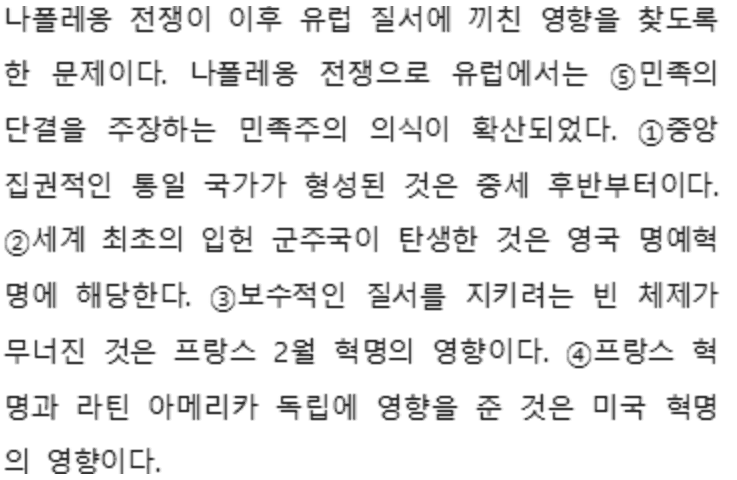 나폴레옹 전쟁이 이후 유럽 질서에 끼친 영향을 찾도록
한 문제이다. 나폴레옹 전쟁으로 유럽에서는 ⑤민족의
단결을 주장하는 민족주의 의식이 확산되었다. ①중앙
집권적인 통일 국가가 형성된 것은 중세 후반부터이다.
②세계 최초의 입헌 군주국이 탄생한 것은 영국 명예혁
명에 해당한다. ③보수적인 질서를 지키려는 빈 체제가
무너진 것은 프랑스 2월 혁명의 영향이다. ④프랑스 혁
명과 라틴 아메리카 독립에 영향을 준 것은 미국 혁명
의 영향이다.